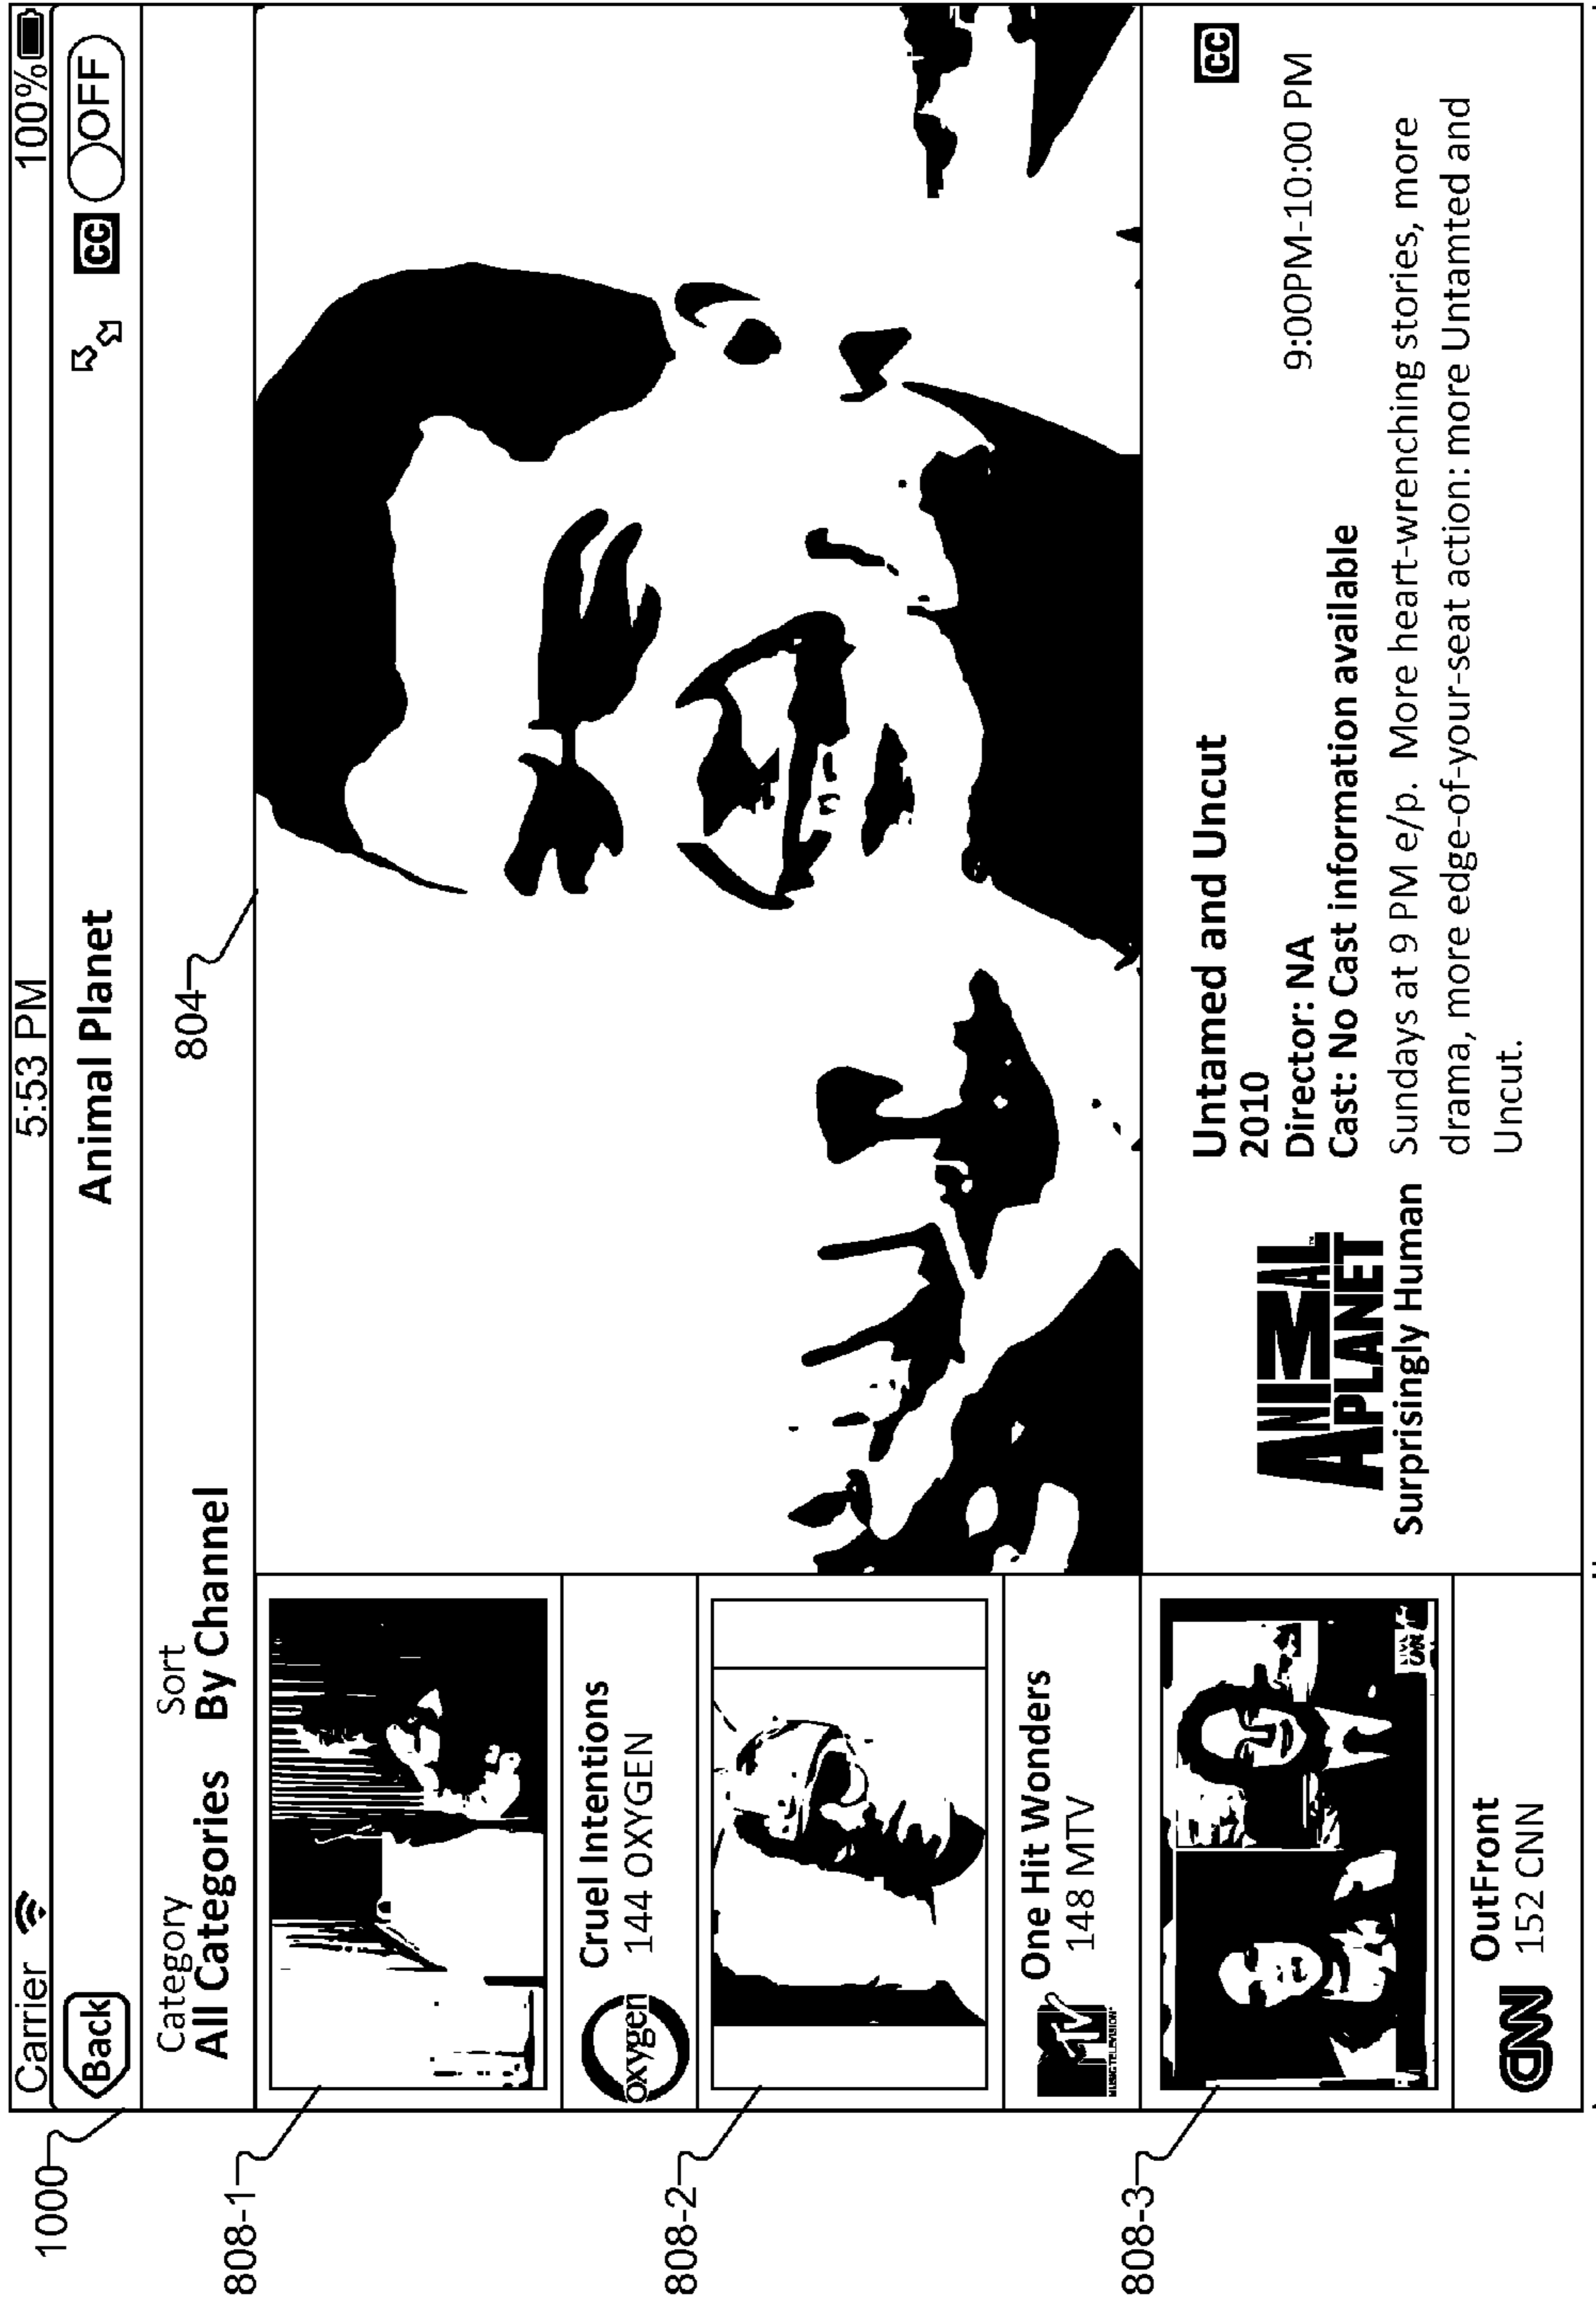 Carrier 5:53 PM 100%
Back Animal Planet CC OFF
1000
Category Sort
All Categories By Channel
804
808-1
Cruel Intentions
144 OXYGEN
oxygen
808-2
One Hit Wonders
148 MTV
MTV
MUSIC TELEVISION
808-3
OutFront
152 CNN
CNN
Untamed and Uncut CC
2010
Director: NA 9:00PM-10:00 PM
Cast: No Cast information available
ANIMAL
PLANET
Surprisingly Human
Sundays at 9 PM e/p. More heart-wrenching stories, more
drama, more edge-of-your-seat action: more Untamted and
Uncut.